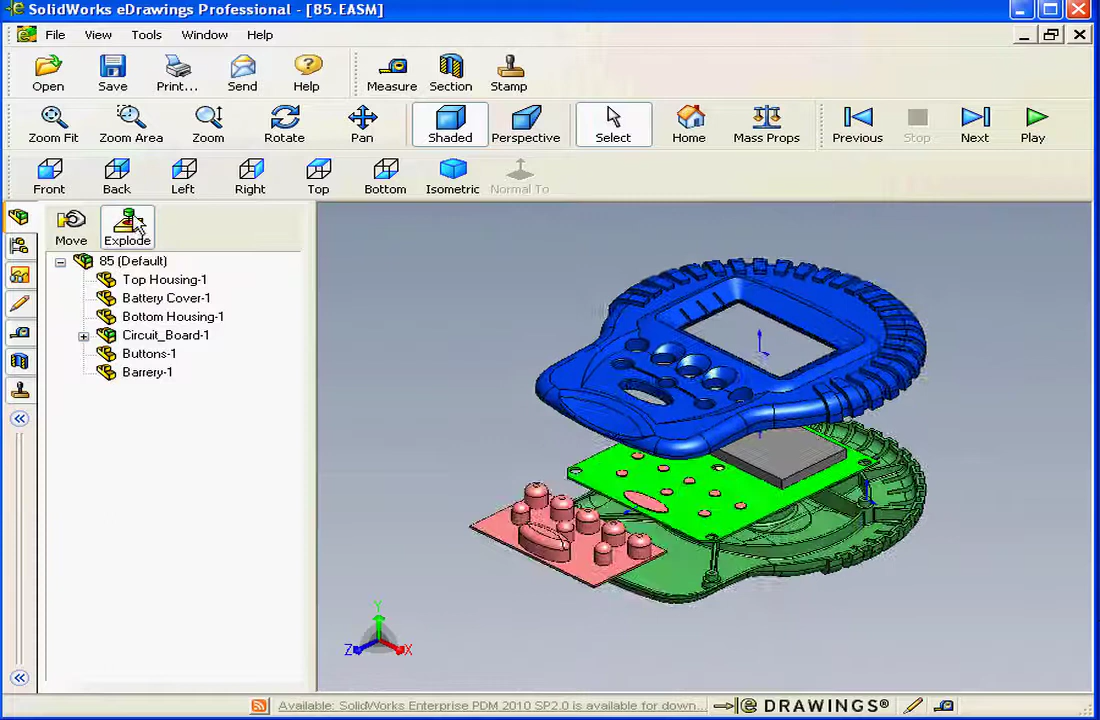 SolidWorks eDrawings Professional - [85.EASM]
File View Tools Window Help
Open Save Print... Send Help Measure Section Stamp
Zoom Fit Zoom Area Zoom Rotate Pan Shaded Perspective Select Home Mass Props Previous Stop Next Play
Front Back Left Right Top Bottom Isometric Normal To
Move Explode
85 (Default)
Top Housing-1
Battery Cover-1
Bottom Housing-1
Circuit_Board-1
Buttons-1
Barrery-1
Y
Z X
Available: SolidWorks Enterprise PDM 2010 SP2.0 is available for down... e DRAWINGS®